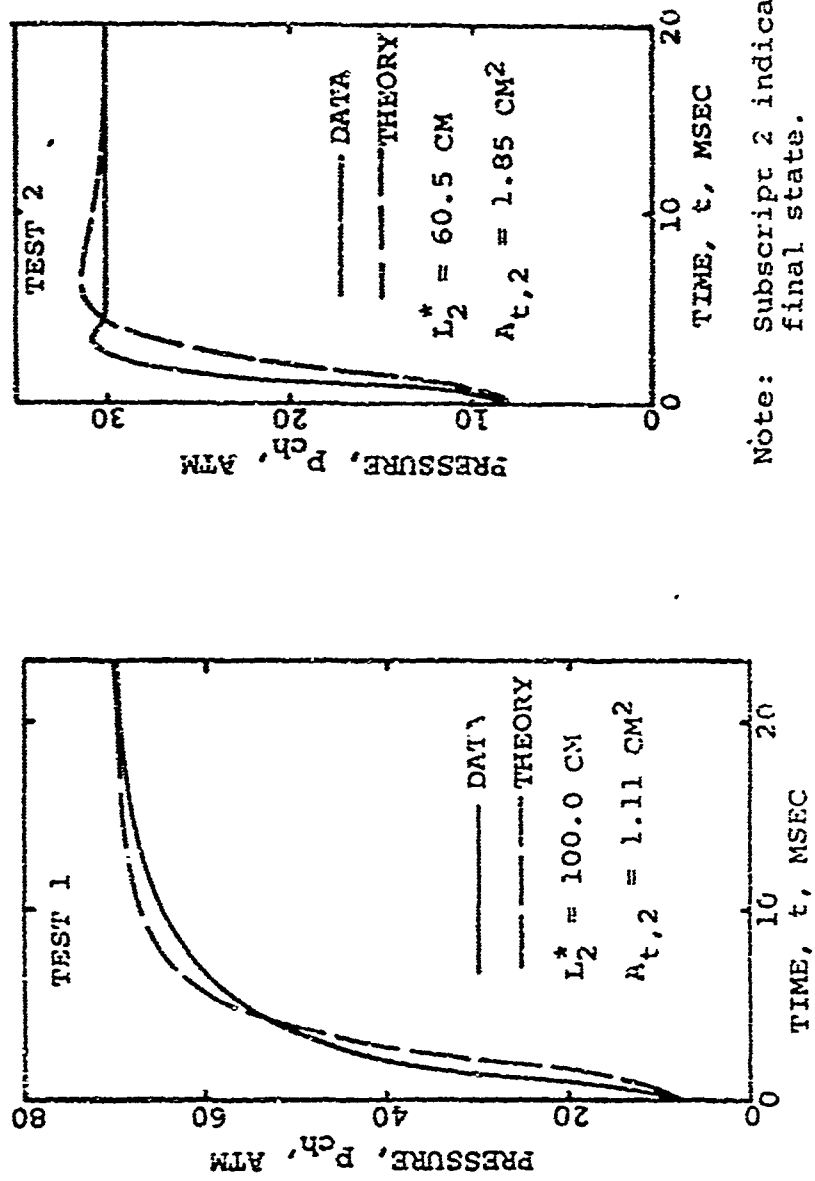 TEST 1
PRESSURE, p_ch, ATM
80
60
40
20
0
DATA
THEORY
L*2 = 100.0 CM
At,2 = 1.11 CM²
0
10
20
TIME, t, MSEC
TEST 2
PRESSURE, p_ch, ATM
30
20
10
0
DATA
THEORY
L*2 = 60.5 CM
At,2 = 1.85 CM²
0
10
20
TIME, t, MSEC
Note: Subscript 2 indica
final state.